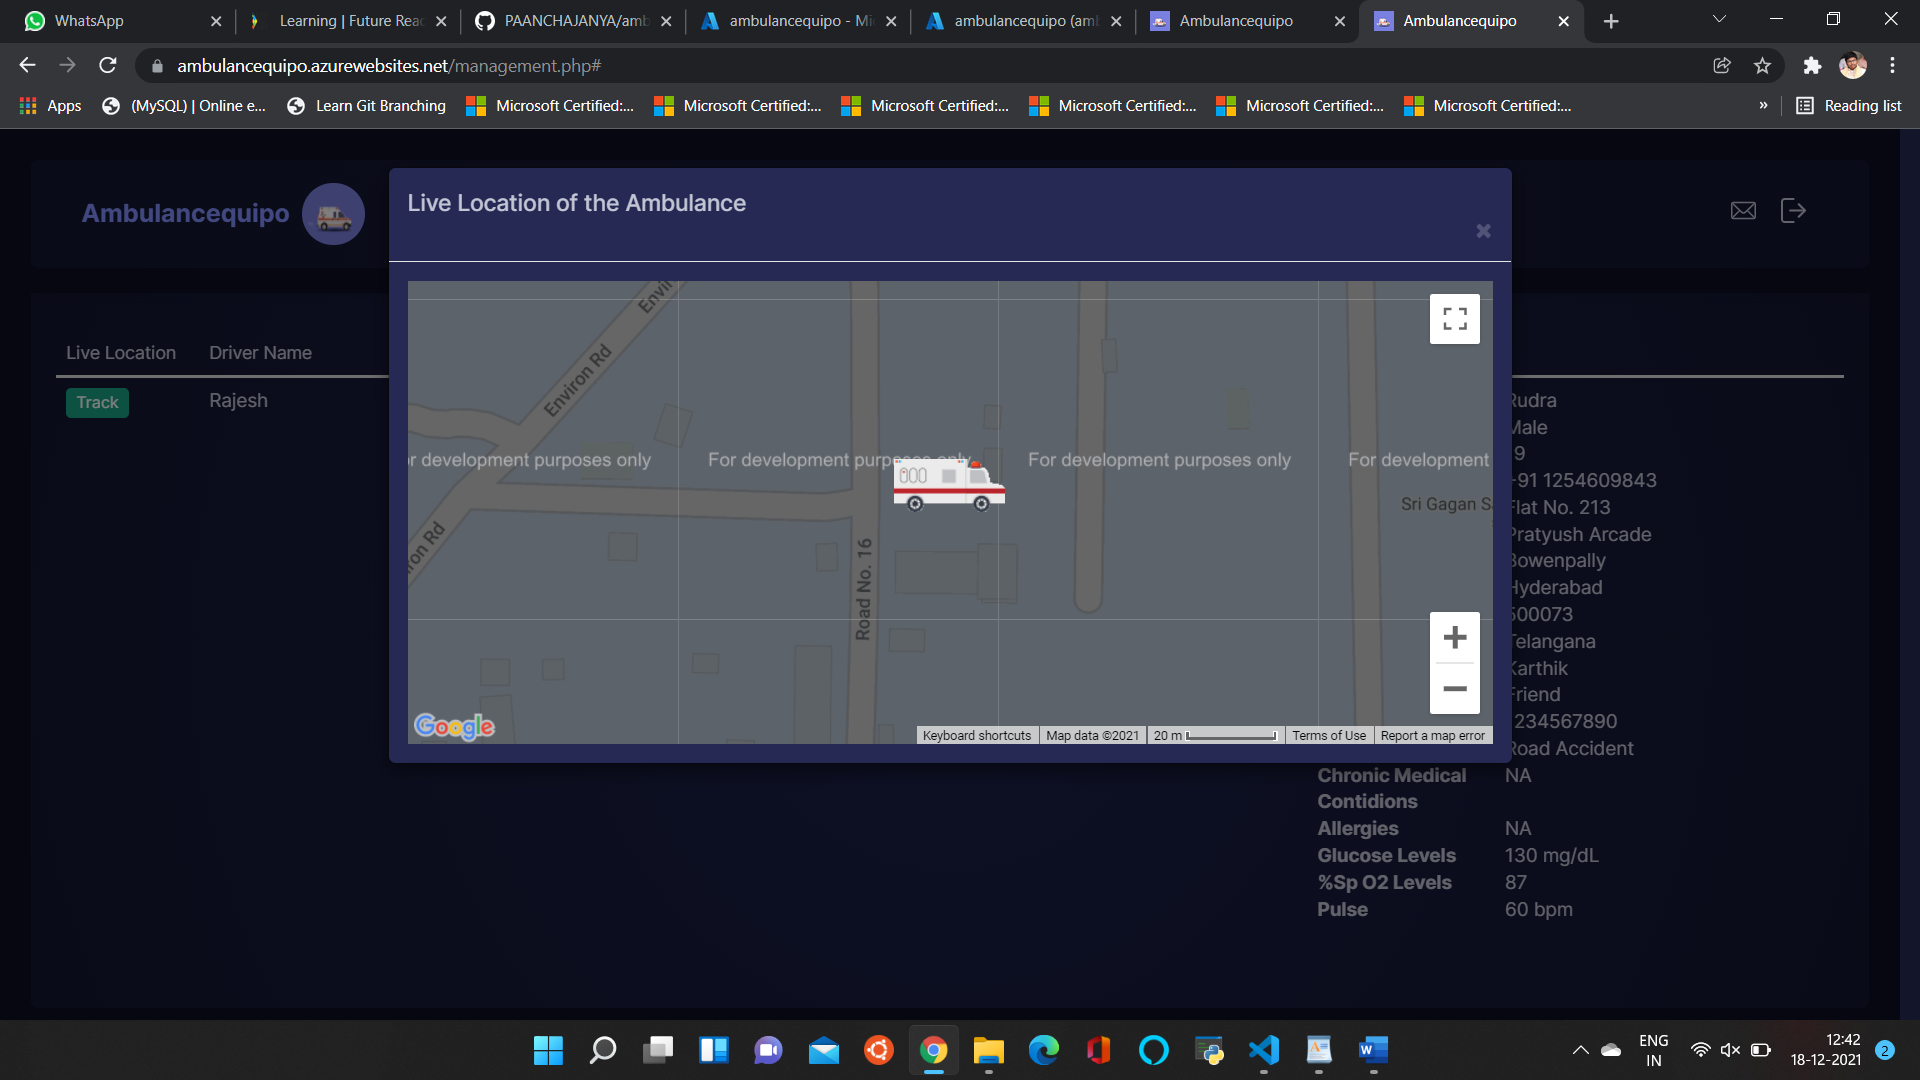 WhatsApp
Learning | Future Rea
PAANCHAJANYA/amb
ambulancequipo - Mi
ambulancequipo (amb
Ambulancequipo
Ambulancequipo
ambulancequipo.azurewebsites.net/management.php#
Apps
(MySQL) | Online e...
Learn Git Branching
Microsoft Certified:...
Microsoft Certified:...
Microsoft Certified:...
Microsoft Certified:...
Microsoft Certified:...
Microsoft Certified:...
»
Reading list
Ambulancequipo
Live Location of the Ambulance
Live Location
Driver Name
Track
Rajesh
Envi
Environ Rd
r development purposes only
For development purposes only
For development purposes only
For development
Sri Gagan S
ron Rd
Road No. 16
Google
Keyboard shortcuts
Map data ©2021
20 m
Terms of Use
Report a map error
Rudra
Male
9
+91 1254609843
Flat No. 213
Pratyush Arcade
Bowenpally
Hyderabad
500073
Telangana
Karthik
Friend
234567890
Road Accident
Chronic Medical
Contidions
NA
Allergies
NA
Glucose Levels
130 mg/dL
%Sp O2 Levels
87
Pulse
60 bpm
ENG
IN
12:42
18-12-2021
2